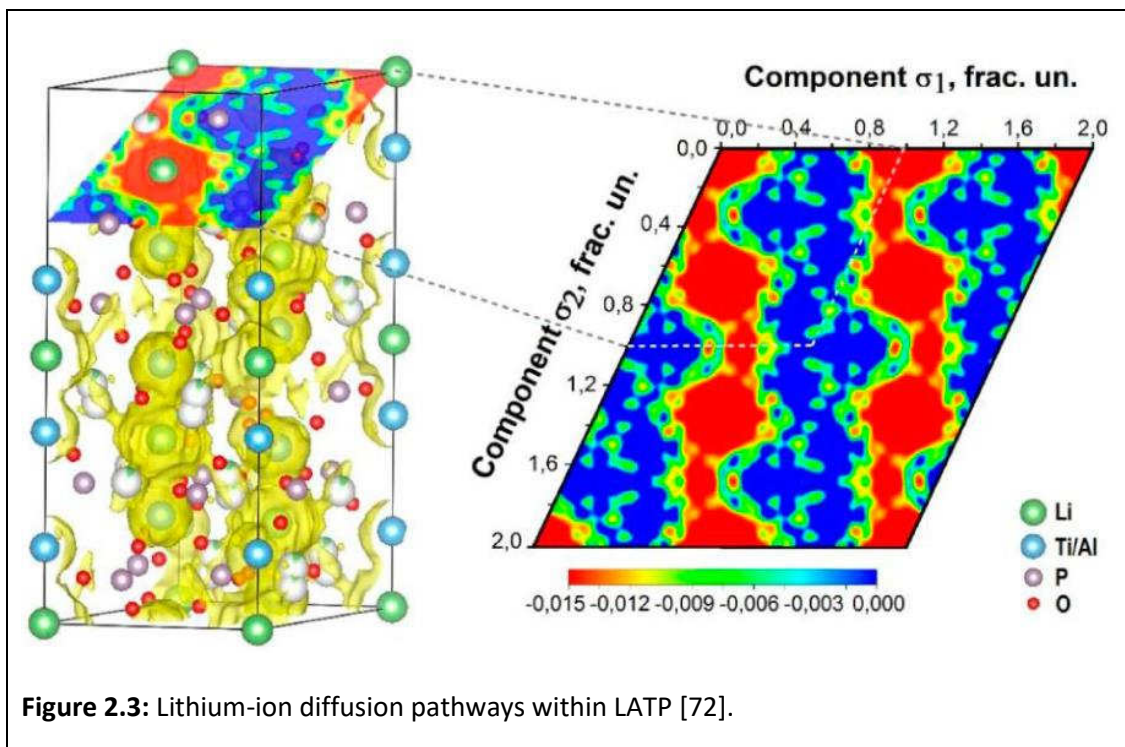 Component σ1, frac. un.
0,0 0,4 0,8 1,2 1,6 2,0
0,0
0,4
0,8
1,2
1,6
2,0
Component σ2, frac. un.
-0,015 -0,012 -0,009 -0,006 -0,003 0,000
Li
Ti/Al
P
O
Figure 2.3: Lithium-ion diffusion pathways within LATP [72].